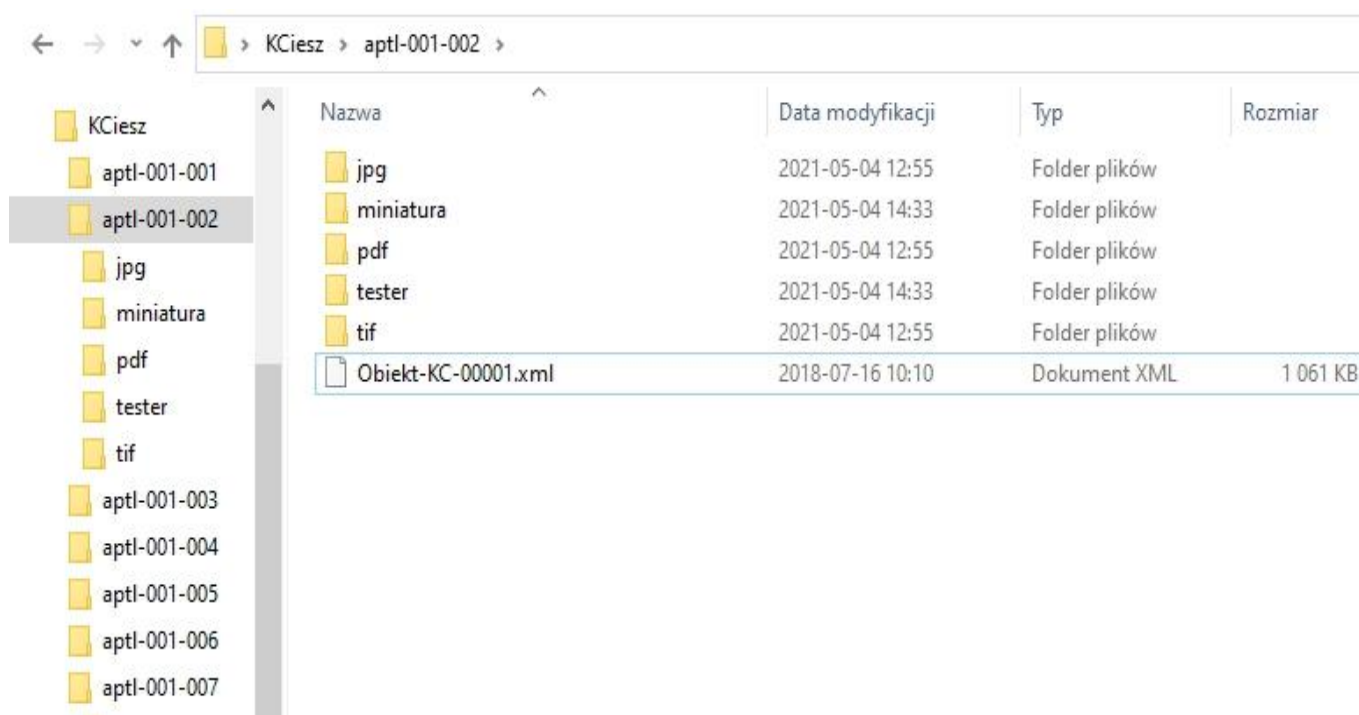 KCiesz > aptl-001-002 >
KCiesz
aptl-001-001
aptl-001-002
jpg
miniatura
pdf
tester
tif
aptl-001-003
aptl-001-004
aptl-001-005
aptl-001-006
aptl-001-007
Nazwa Data modyfikacji Typ Rozmiar
jpg 2021-05-04 12:55 Folder plików
miniatura 2021-05-04 14:33 Folder plików
pdf 2021-05-04 12:55 Folder plików
tester 2021-05-04 14:33 Folder plików
tif 2021-05-04 12:55 Folder plików
Obiekt-KC-00001.xml 2018-07-16 10:10 Dokument XML 1 061 KB